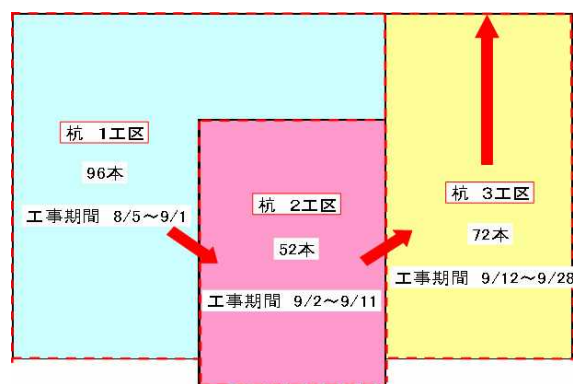 杭 1工区
96本
工事期間 8/5～9/1
杭 2工区
52本
工事期間 9/2～9/11
杭 3工区
72本
工事期間 9/12～9/28